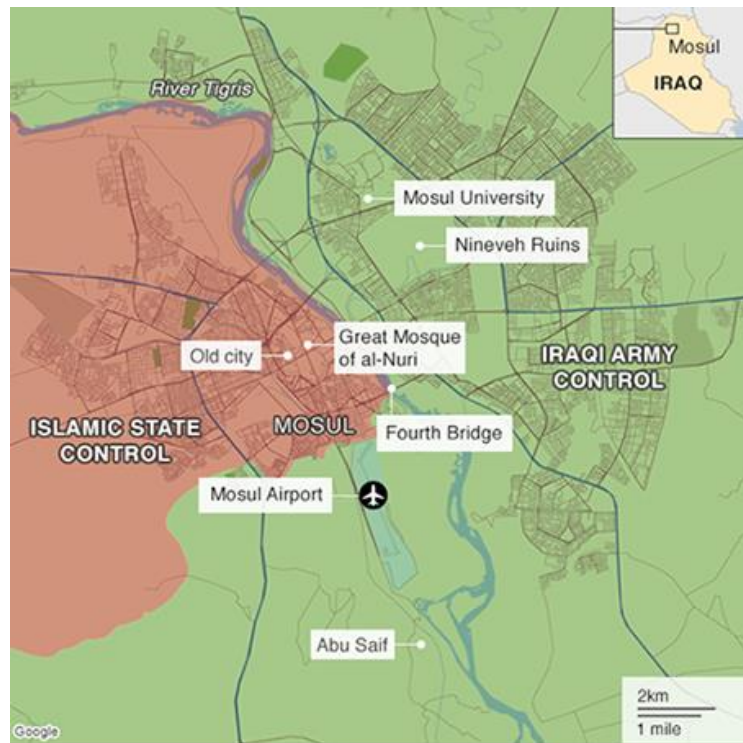 Mosul
IRAQ
River Tigris
Mosul University
Nineveh Ruins
Great Mosque
of al-Nuri
Old city
IRAQI ARMY
CONTROL
ISLAMIC STATE
CONTROL
MOSUL
Fourth Bridge
Mosul Airport
Abu Saif
2km
1 mile
Google